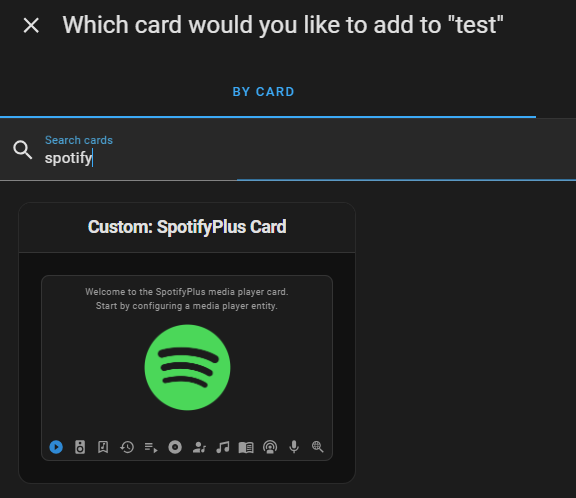 Which card would you like to add to "test"
BY CARD
Search cards
spotify
Custom: SpotifyPlus Card
Welcome to the SpotifyPlus media player card.
Start by configuring a media player entity.